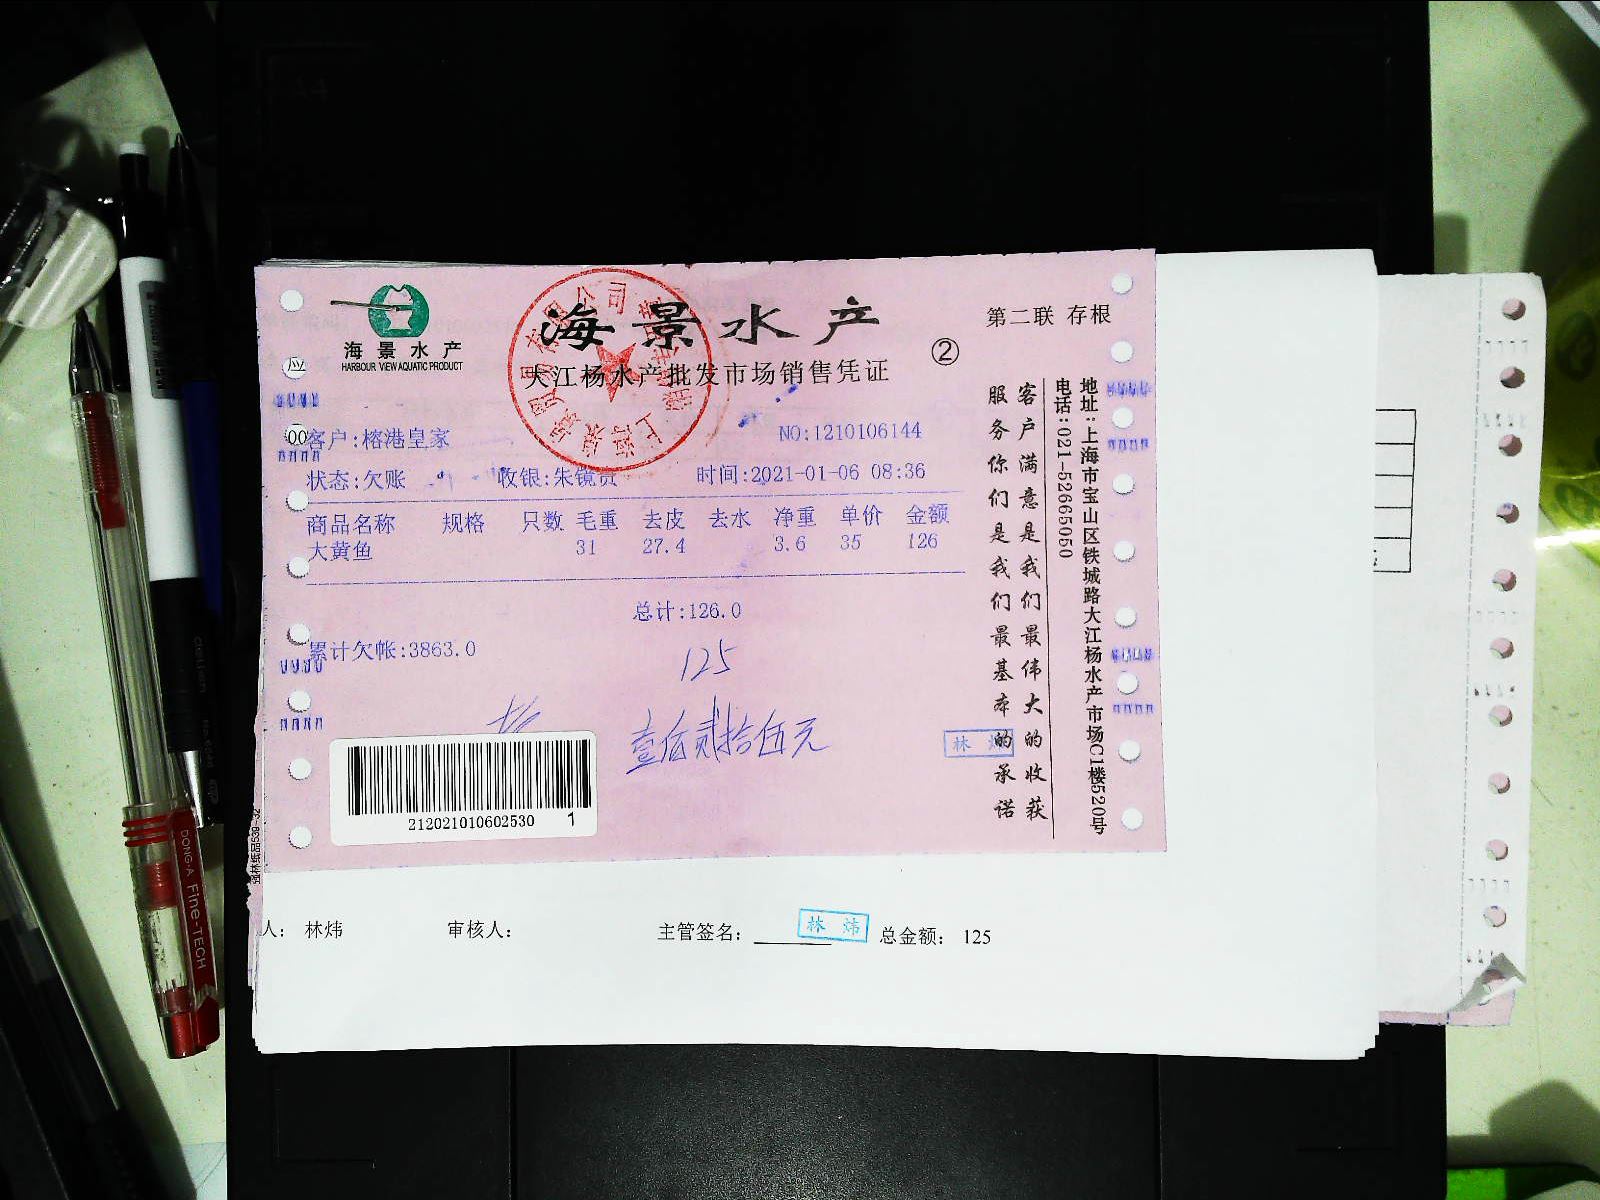 海景水产
HARBOUR VIEW AQUATIC PRODUCT
海景水产
大江杨水产批发市场销售凭证
②
第二联 存根
客户:榕港皇家
NO:1210106144
状态:欠账 收银:朱镜贵 时间:2021-01-06 08:36
商品名称 规格 只数 毛重 去皮 去水 净重 单价 金额
大黄鱼 31 27.4 3.6 35 126
总计:126.0
累计欠帐:3863.0
125
壹佰贰拾伍元
林炜
212021010602530 1
客户满意是我们最伟大的收获
服务你们是我们最基本的承诺
地址:上海市宝山区铁城路大江杨水产市场C1楼520号
电话:021-52665050
人: 林炜 审核人: 主管签名: 林炜 总金额: 125
DONG-A Fine-TECH